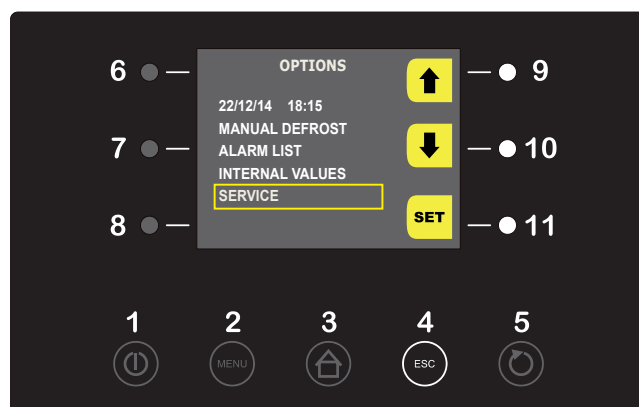 OPTIONS
22/12/14 18:15
MANUAL DEFROST
ALARM LIST
INTERNAL VALUES
SERVICE
SET
6
7
8
9
10
11
1 2 3 4 5
MENU ESC